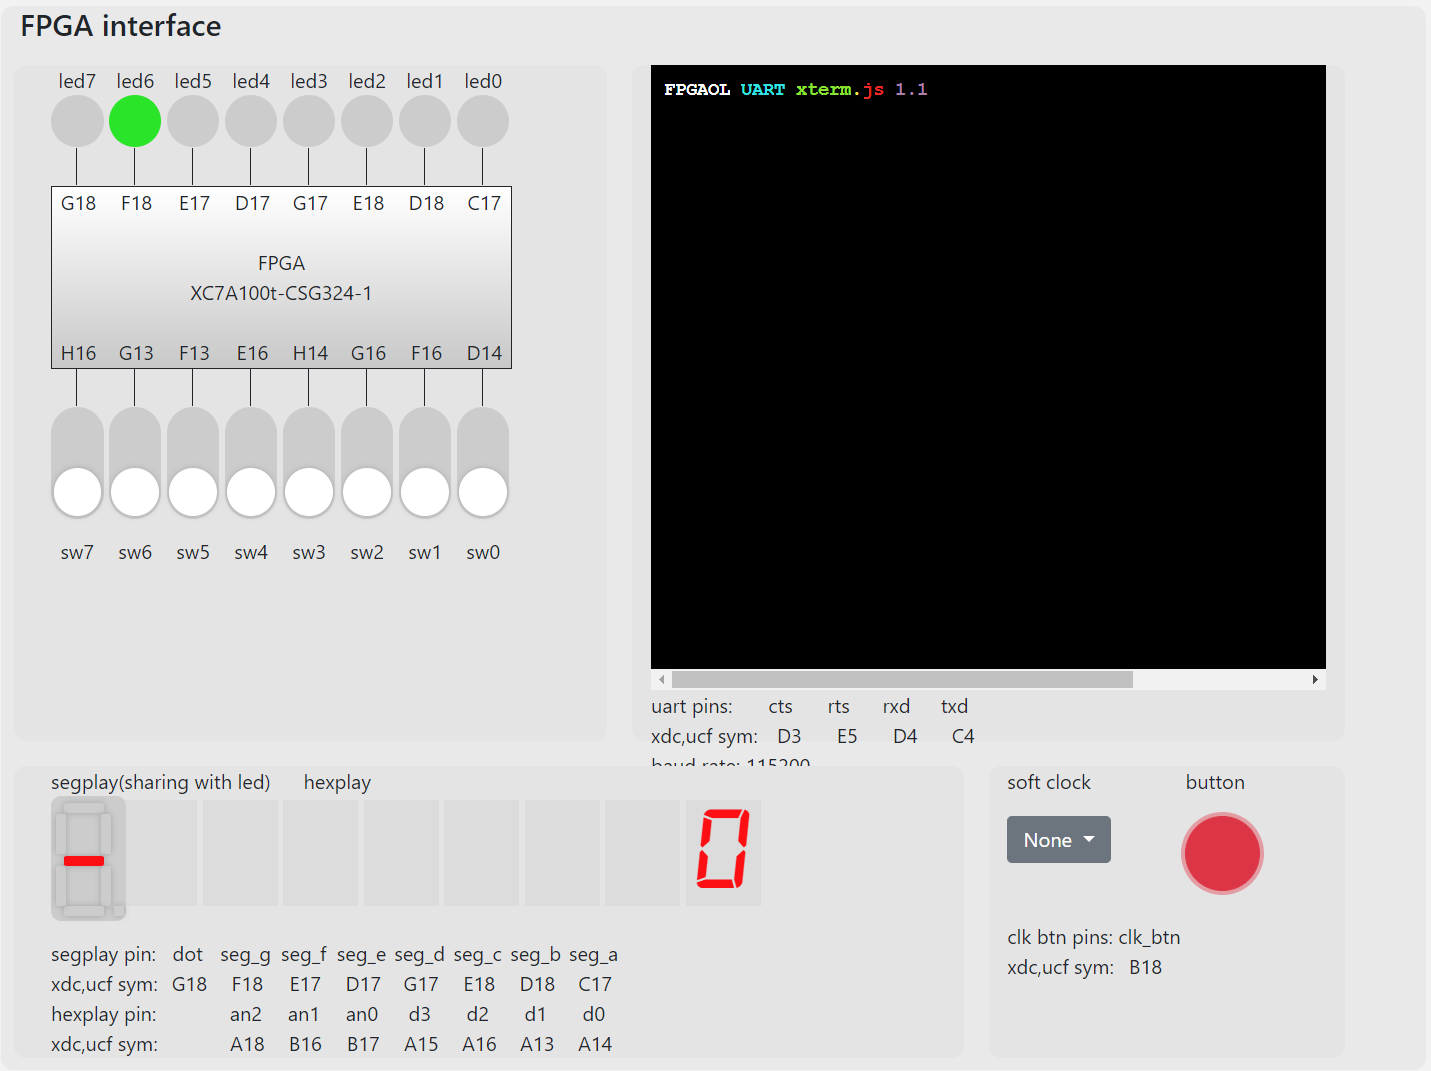 FPGA interface
led7 led6 led5 led4 led3 led2 led1 led0
G18 F18 E17 D17 G17 E18 D18 C17
FPGA
XC7A100t-CSG324-1
H16 G13 F13 E16 H14 G16 F16 D14
sw7 sw6 sw5 sw4 sw3 sw2 sw1 sw0
FPGAOL UART xterm.js 1.1
uart pins: cts rts rxd txd
xdc,ucf sym: D3 E5 D4 C4
baud rate: 115200
segplay(sharing with led) hexplay
0
segplay pin: dot seg_g seg_f seg_e seg_d seg_c seg_b seg_a
xdc,ucf sym: G18 F18 E17 D17 G17 E18 D18 C17
hexplay pin: an2 an1 an0 d3 d2 d1 d0
xdc,ucf sym: A18 B16 B17 A15 A16 A13 A14
soft clock button
None
clk btn pins: clk_btn
xdc,ucf sym: B18